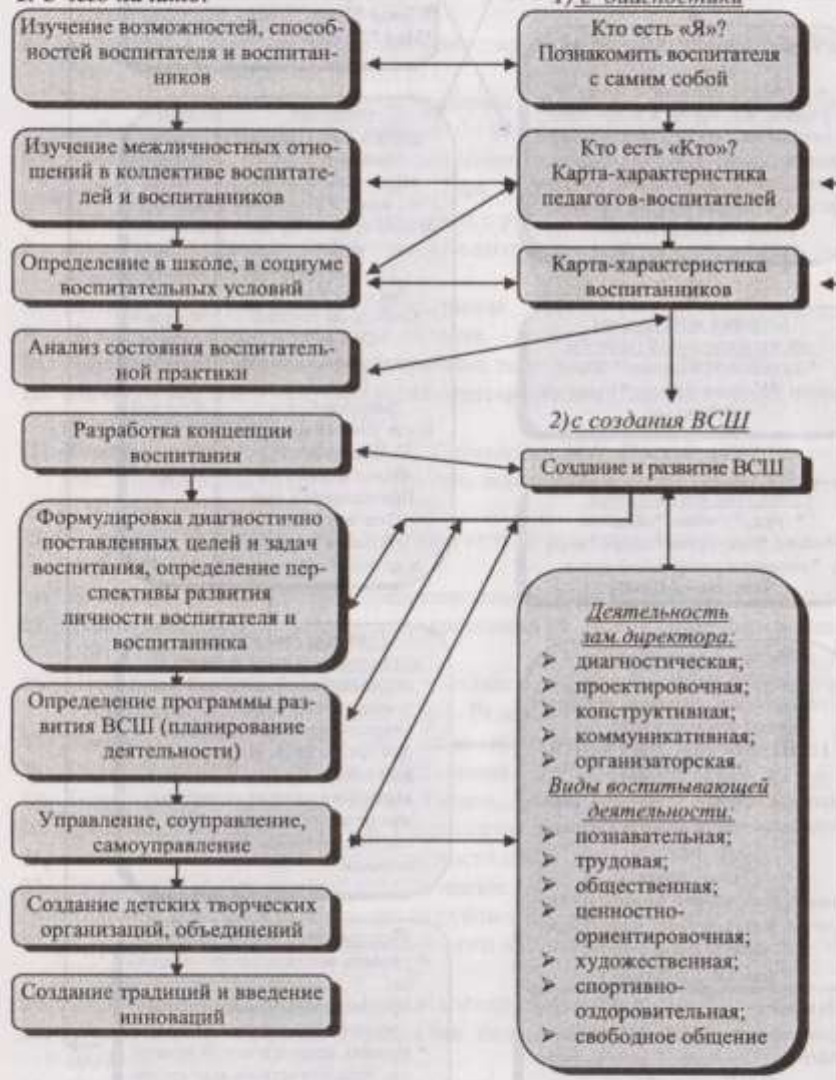 Изучение возможностей, способ-
ностей воспитателя и воспитан-
ников
Изучение межличностных отно-
шений в коллективе воспитате-
лей и воспитанников
Определение в школе, в социуме
воспитательных условий
Анализ состояния воспитатель-
ной практики
Разработка концепции
воспитания
Формулировка диагностично
поставленных целей и задач
воспитания, определение пер-
спективы развития
личности воспитателя и
воспитанника
Определение программы раз-
вития ВСШ (планирование
деятельности)
Управление, соуправление,
самоуправление
Создание детских творческих
организаций, объединений
Создание традиций и введение
инноваций
1) с диагностики
Кто есть «Я»?
Познакомить воспитателя
с самим собой
Кто есть «Кто»?
Карта-характеристика
педагогов-воспитателей
Карта-характеристика
воспитанников
2) с создания ВСШ
Создание и развитие ВСШ
Деятельность
зам.директора:
➢ диагностическая;
➢ проектировочная;
➢ конструктивная;
➢ коммуникативная;
➢ организаторская.
Виды воспитывающей
деятельности:
➢ познавательная;
➢ трудовая;
➢ общественная;
➢ ценностно-
ориентировочная;
➢ художественная;
➢ спортивно-
оздоровительная;
➢ свободное общение